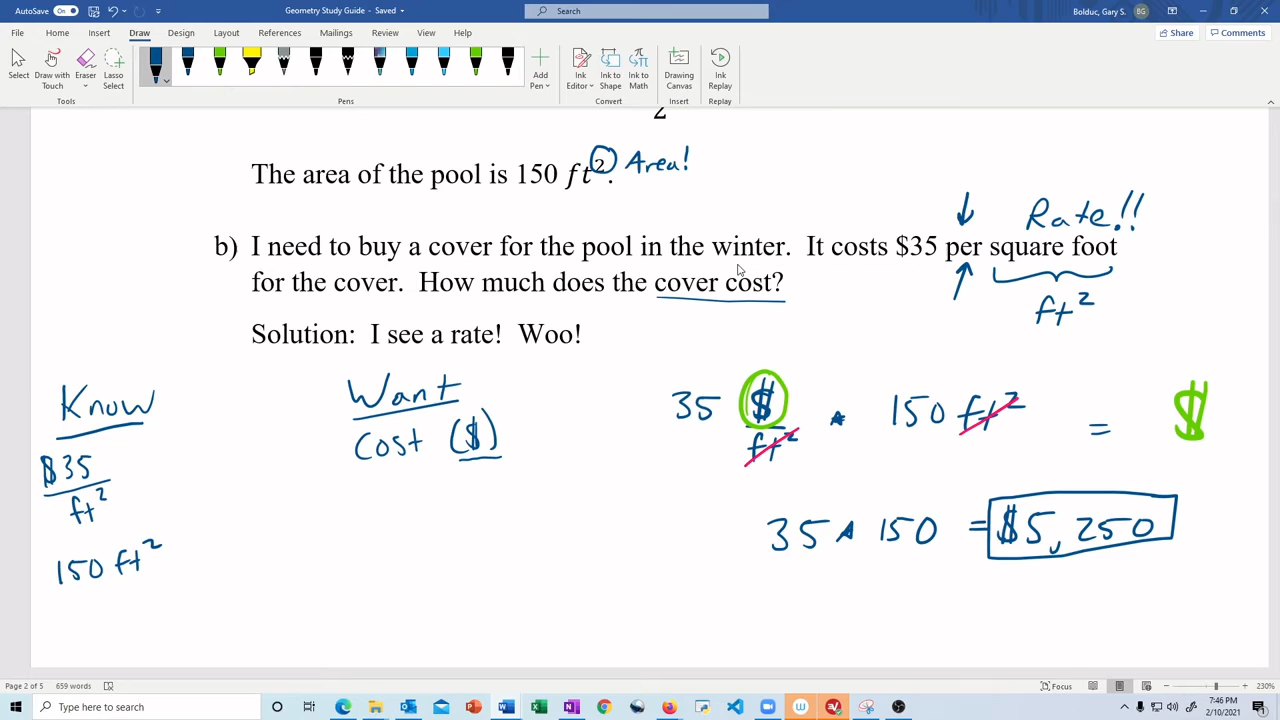 AutoSave On Geometry Study Guide - Saved Search Bolduc, Gary S. BG
File Home Insert Draw Design Layout References Mailings Review View Help Share Comments
Select Draw with Touch Eraser Lasso Select Add Pen Ink Editor Ink to Shape Ink to Math Drawing Canvas Ink Replay
Tools Pens Convert Insert Replay
2
The area of the pool is 150 ft². Area!
Rate!!
b) I need to buy a cover for the pool in the winter. It costs $35 per square foot
for the cover. How much does the cover cost?
ft²
Solution: I see a rate! Woo!
Know
$35
ft²
150 ft²
Want
Cost ($)
35 $/ft² · 150 ft² = $
35 · 150 = $5,250
Page 2 of 5 659 words Focus 230%
Type here to search 7:46 PM
2/10/2021